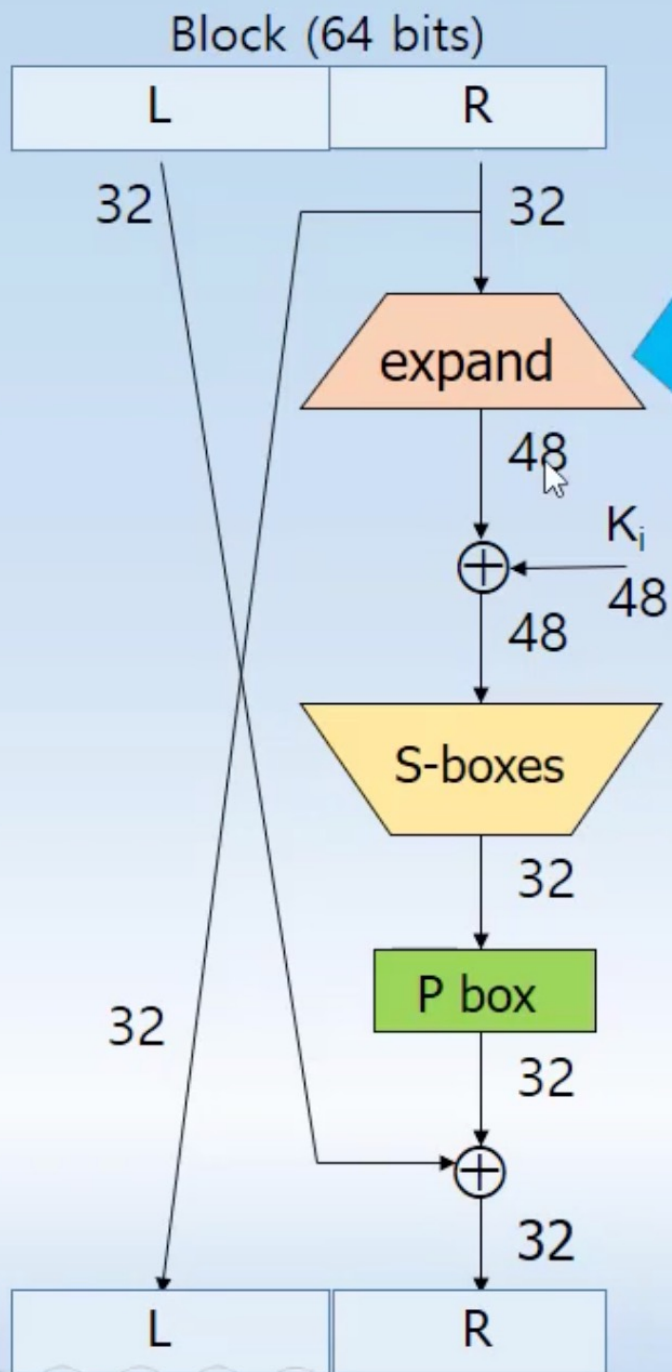 Block (64 bits)
L R
32 32
expand
48
Kᵢ
48
48
S-boxes
32
P box
32
32
32
L R